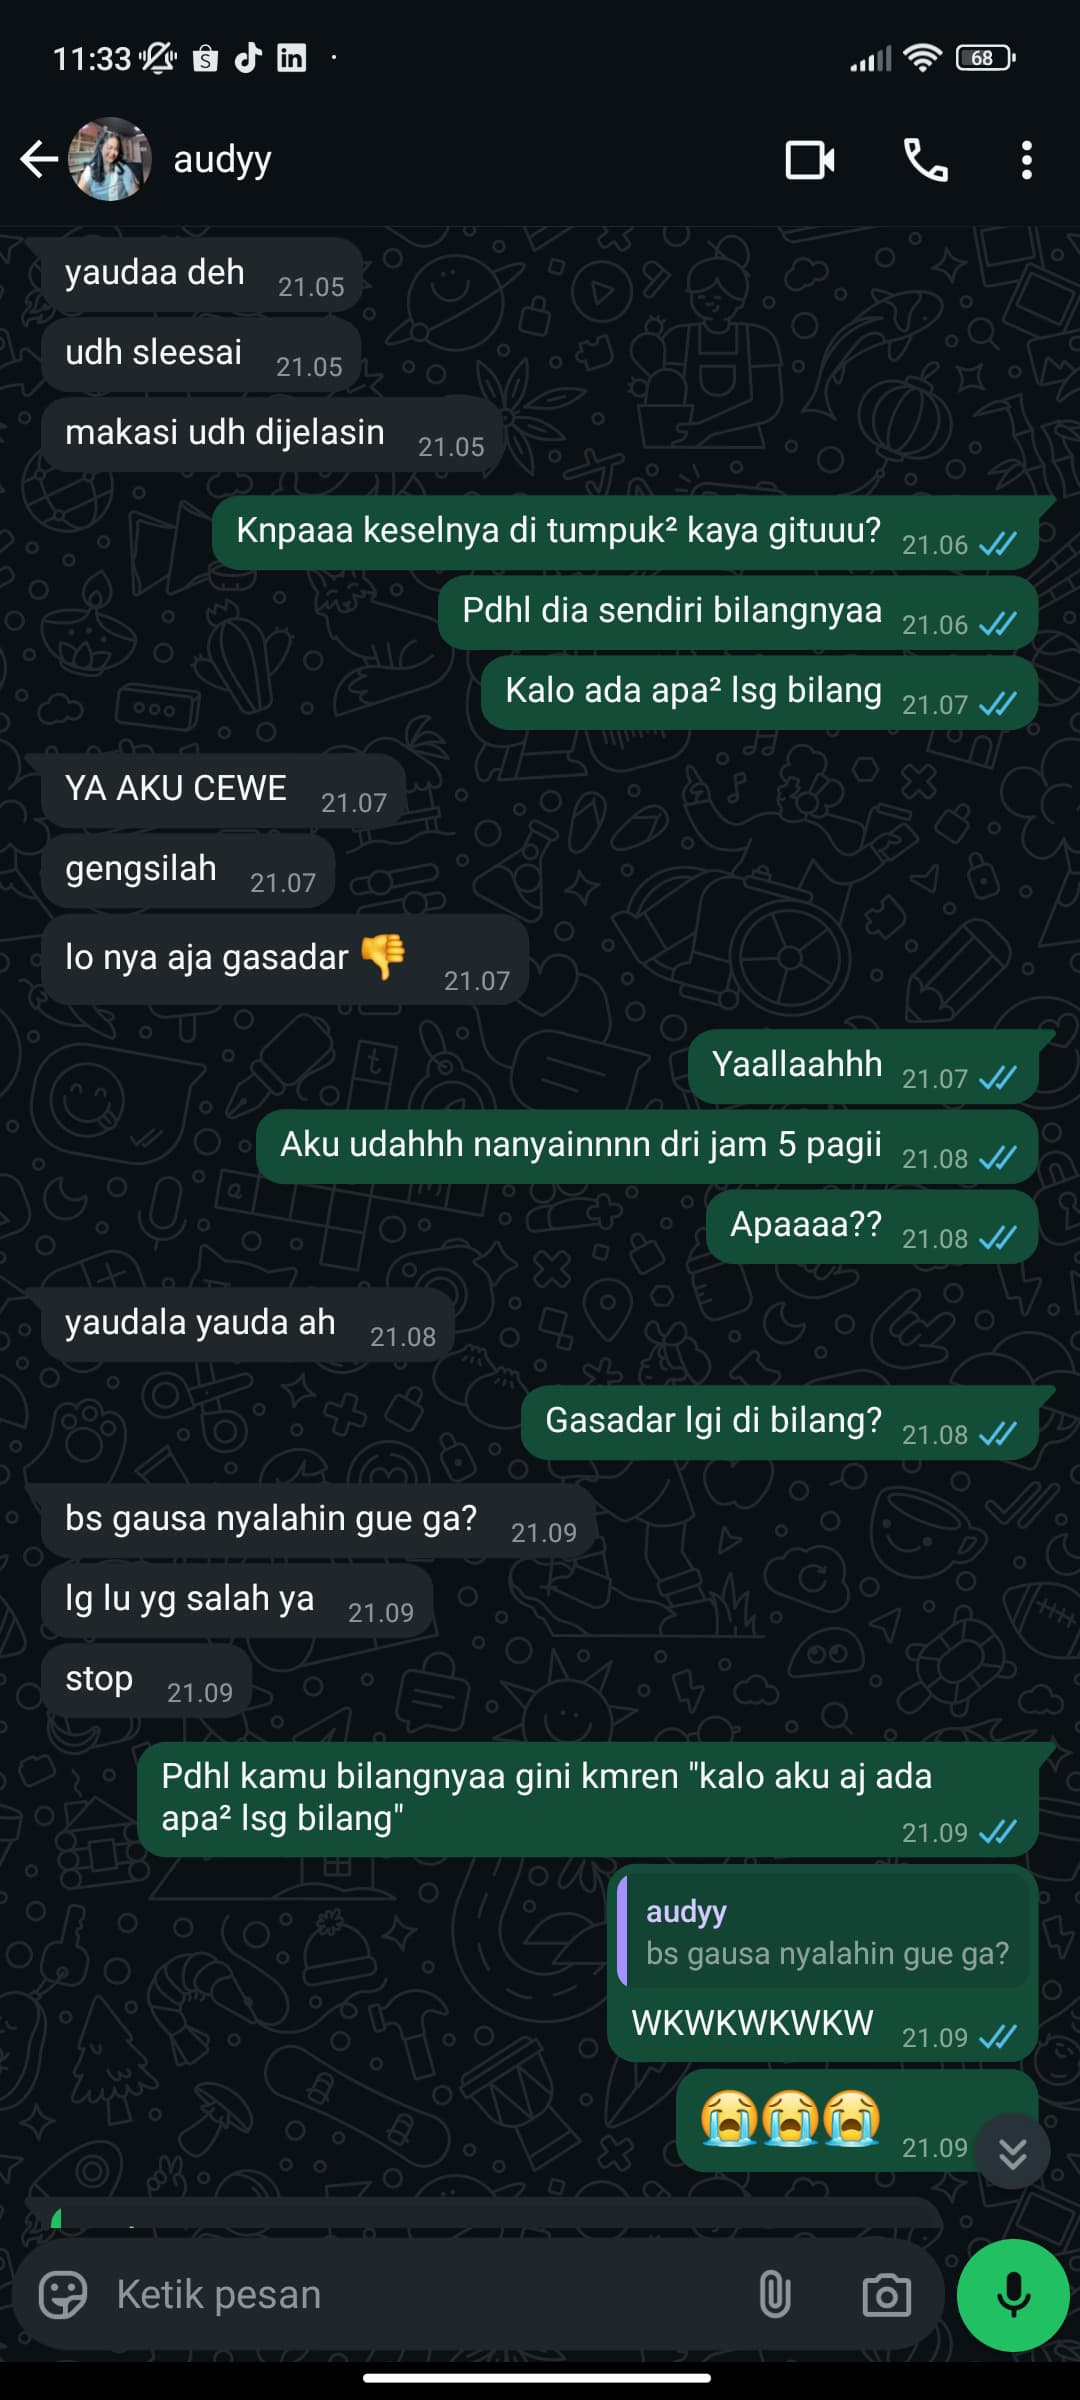 11:33
68
audyy
yaudaa deh 21.05
udh sleesai 21.05
makasi udh dijelasin 21.05
Knpaaa keselnya di tumpuk² kaya gituuu? 21.06
Pdhl dia sendiri bilangnyaa 21.06
Kalo ada apa² lsg bilang 21.07
YA AKU CEWE 21.07
gengsilah 21.07
lo nya aja gasadar 👎 21.07
Yaallaahhh 21.07
Aku udahhh nanyainnnn dri jam 5 pagii 21.08
Apaaaa?? 21.08
yaudala yauda ah 21.08
Gasadar lgi di bilang? 21.08
bs gausa nyalahin gue ga? 21.09
lg lu yg salah ya 21.09
stop 21.09
Pdhl kamu bilangnyaa gini kmren "kalo aku aj ada
apa² lsg bilang" 21.09
audyy
bs gausa nyalahin gue ga?
WKWKWKWKW 21.09
😭😭😭 21.09
Ketik pesan